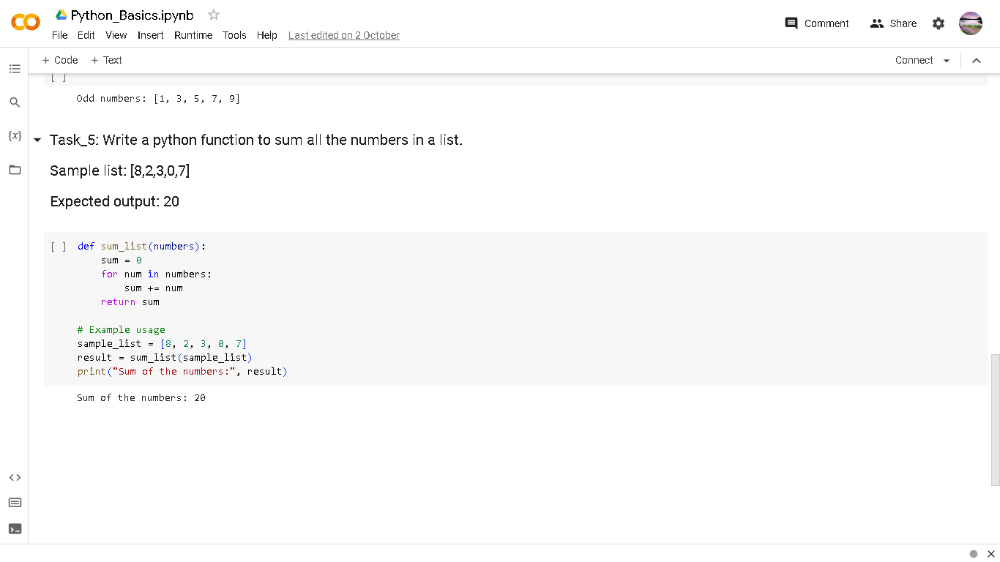 Python_Basics.ipynb
File Edit View Insert Runtime Tools Help Last edited on 2 October
Comment Share
+ Code + Text
Connect
[ ]
Odd numbers: [1, 3, 5, 7, 9]
Task_5: Write a python function to sum all the numbers in a list.
Sample list: [8,2,3,0,7]
Expected output: 20
[ ] def sum_list(numbers):
    sum = 0
    for num in numbers:
        sum += num
    return sum
# Example usage
sample_list = [8, 2, 3, 0, 7]
result = sum_list(sample_list)
print("Sum of the numbers:", result)
Sum of the numbers: 20
{x}